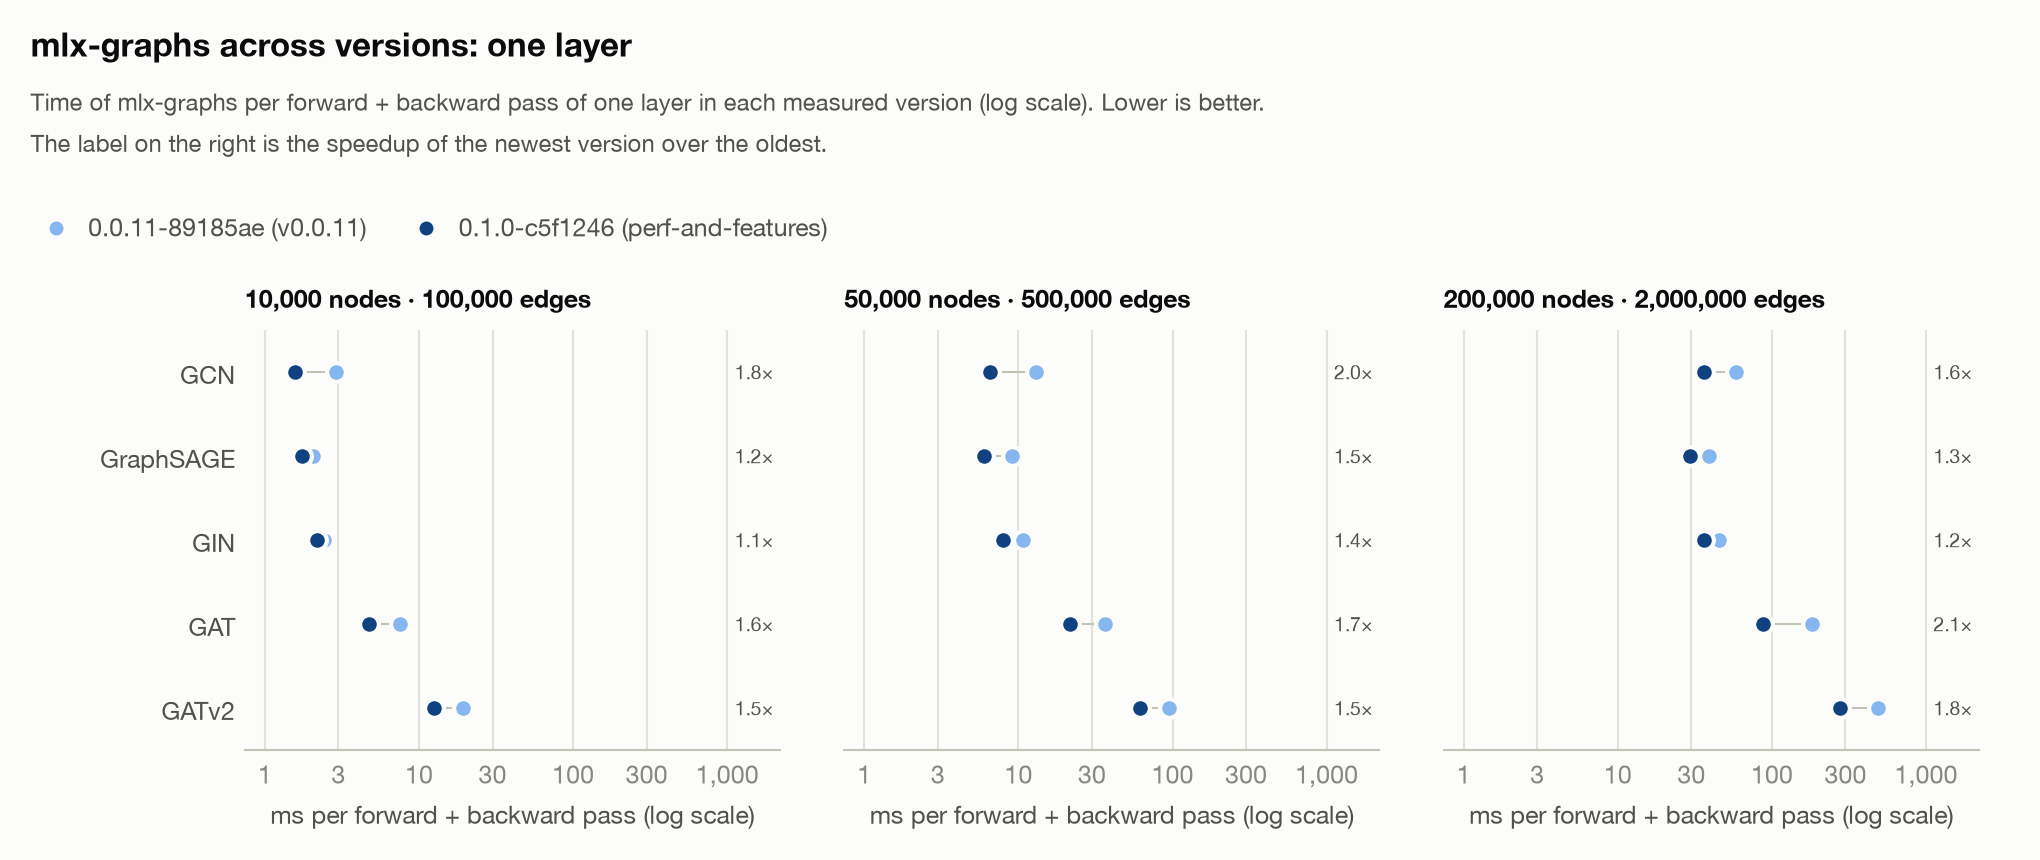 mlx-graphs across versions: one layer
Time of mlx-graphs per forward + backward pass of one layer in each measured version (log scale). Lower is better.
The label on the right is the speedup of the newest version over the oldest.
0.0.11-89185ae (v0.0.11) 0.1.0-c5f1246 (perf-and-features)
10,000 nodes · 100,000 edges 50,000 nodes · 500,000 edges 200,000 nodes · 2,000,000 edges
GCN 1.8× 2.0× 1.6×
GraphSAGE 1.2× 1.5× 1.3×
GIN 1.1× 1.4× 1.2×
GAT 1.6× 1.7× 2.1×
GATv2 1.5× 1.5× 1.8×
1 3 10 30 100 300 1,000 1 3 10 30 100 300 1,000 1 3 10 30 100 300 1,000
ms per forward + backward pass (log scale) ms per forward + backward pass (log scale) ms per forward + backward pass (log scale)